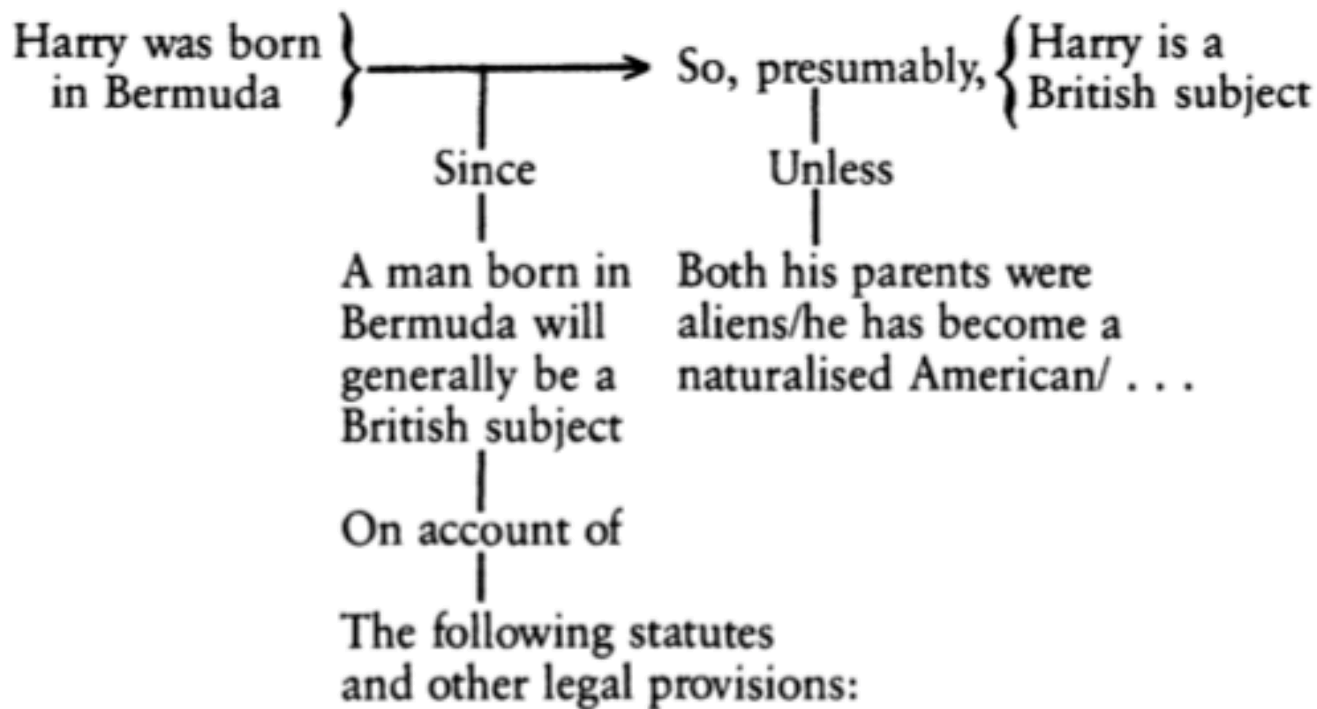 Harry was born
in Bermuda
So, presumably,
Harry is a
British subject
Since
Unless
A man born in
Bermuda will
generally be a
British subject
Both his parents were
aliens/he has become a
naturalised American/ . . .
On account of
The following statutes
and other legal provisions: